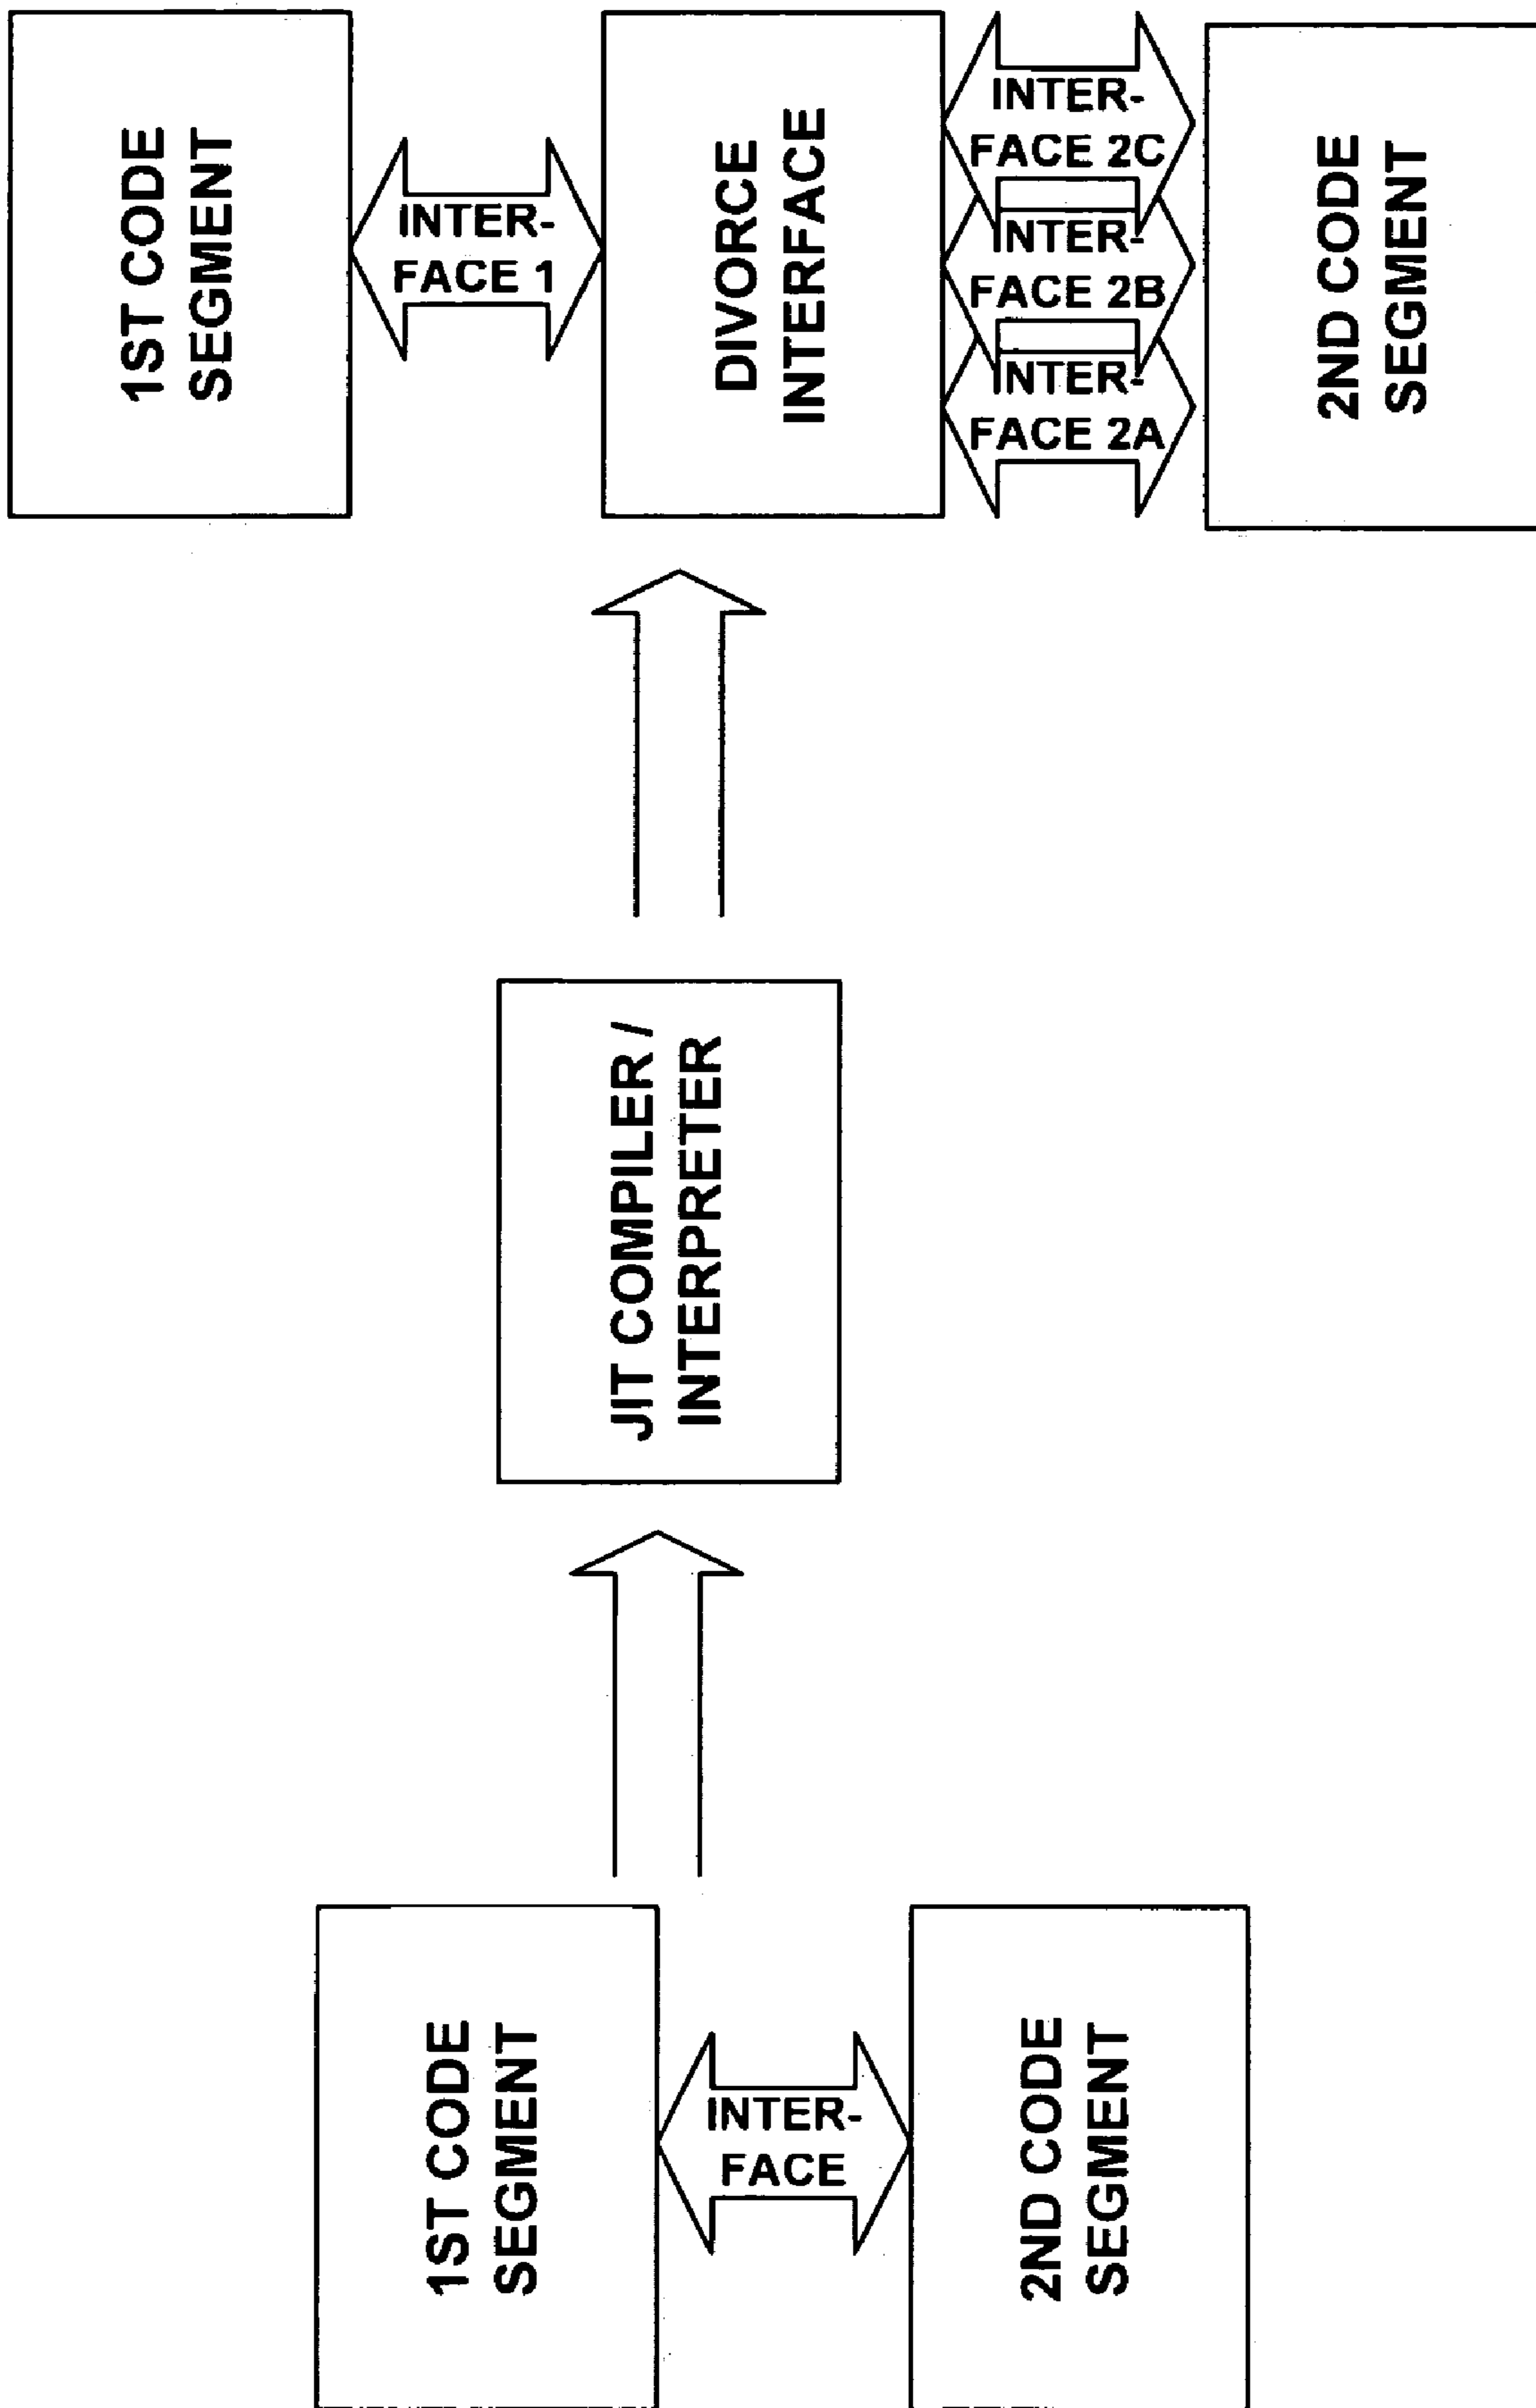 1ST CODE
SEGMENT
INTER-
FACE
2ND CODE
SEGMENT
JIT COMPILER /
INTERPRETER
1ST CODE
SEGMENT
INTER-
FACE 1
DIVORCE
INTERFACE
INTER-
FACE 2A
INTER-
FACE 2B
INTER-
FACE 2C
2ND CODE
SEGMENT